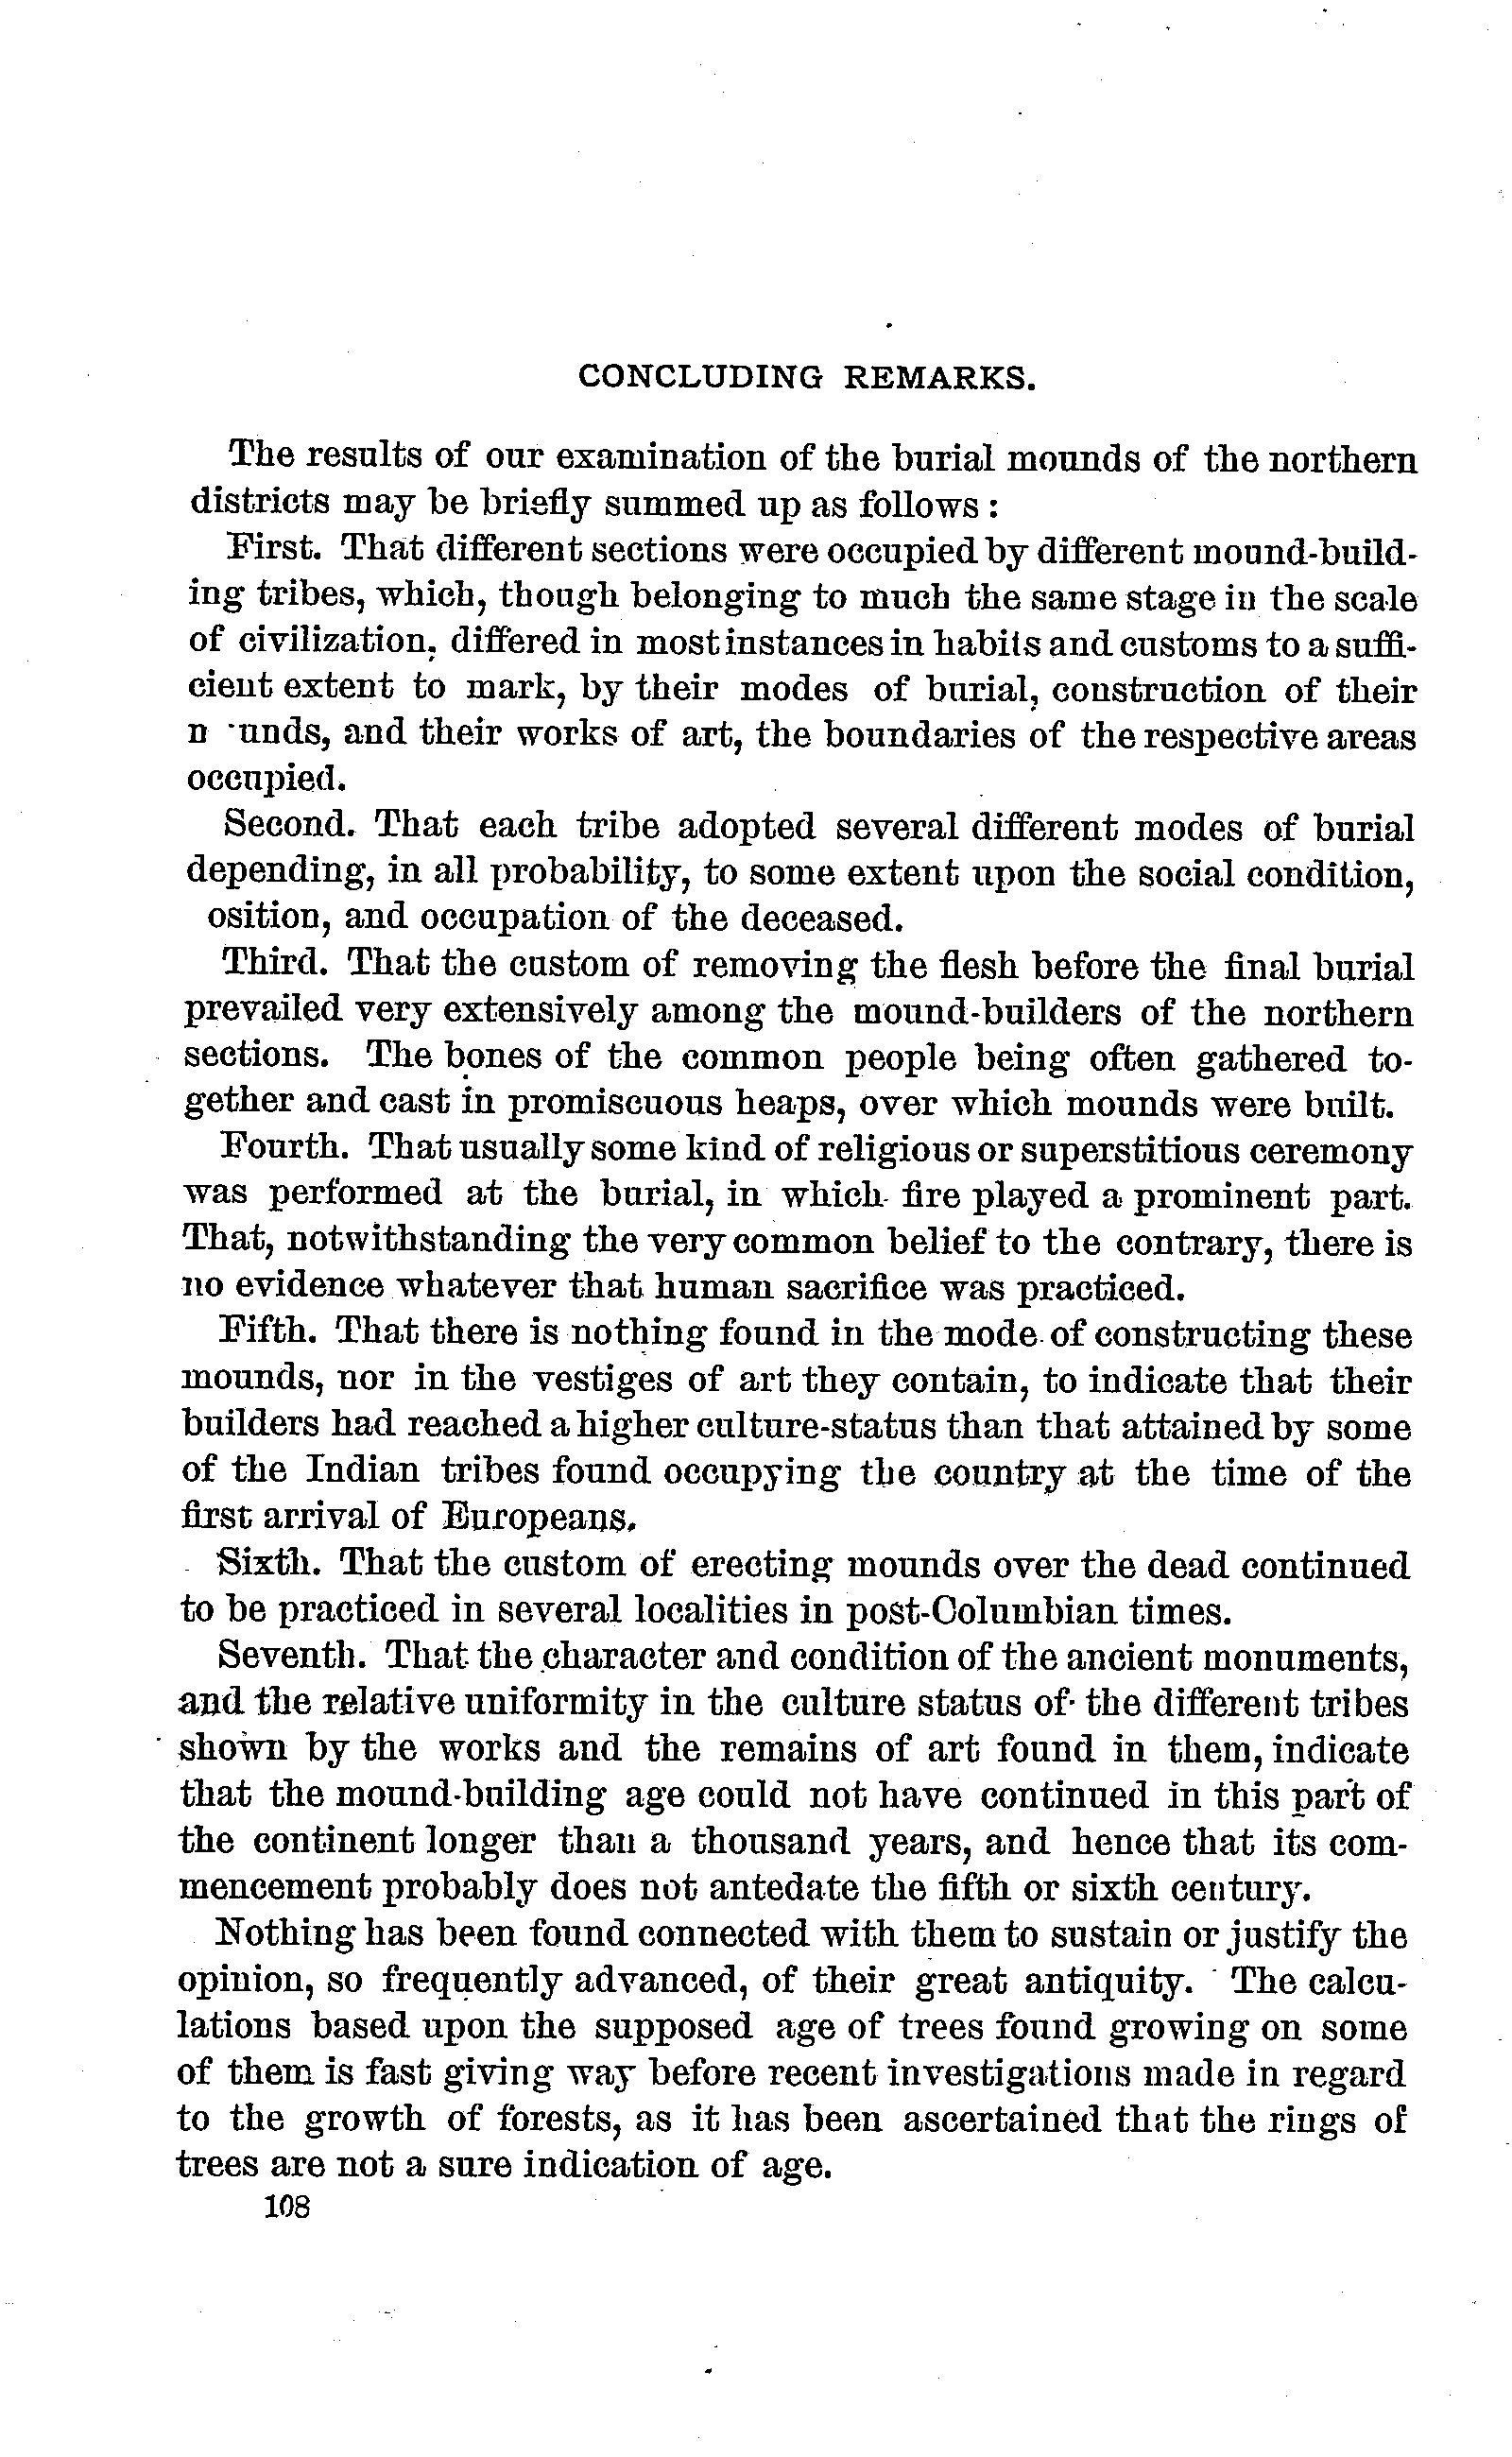 CONCLUDING REMARKS.
The results of our examination of the burial mounds of the northern
districts may be briefly summed up as follows:
First. That different sections were occupied by different mound-build-
ing tribes, which, though belonging to much the same stage in the scale
of civilization, differed in most instances in habits and customs to a suffi-
cient extent to mark, by their modes of burial, construction of their
and their works of art, the boundaries of the respective areas
occupied.
Second. That each tribe adopted several different modes of burial
depending, in all probability, to some extent upon the social condition,
osition, and occupation of the deceased.
Third. That the custom of removing the flesh before the final burial
prevailed very extensively among the mound-builders of the northern
sections. The bones of the common people being often gathered to-
gether and cast in promiscuous heaps, over which mounds were built.
Fourth. That usually some kind of religious or superstitious ceremony
was performed at the burial, in which fire played a prominent part.
That, notwithstanding the very common belief to the contrary, there is
no evidence whatever that human sacrifice was practiced.
Fifth. That there is nothing found in the mode of constructing these
mounds, nor in the vestiges of art they contain, to indicate that their
builders had reached a higher culture-status than that attained by some
of the Indian tribes found occupying the country at the time of the
first arrival of Europeans.
Sixth. That the custom of erecting mounds over the dead continued
to be practiced in several localities in post-Columbian times.
Seventh. That the character and condition of the ancient monuments,
and the relative uniformity in the culture status of the different tribes
shown by the works and the remains of art found in them, indicate
that the mound-building age could not have continued in this part of
the continent longer than a thousand years, and hence that its com-
mencement probably does not antedate the fifth or sixth century.
Nothing has been found connected with them to sustain or justify the
opinion, so frequently advanced, of their great antiquity. The calcu-
lations based upon the supposed age of trees found growing on some
of them is fast giving way before recent investigations made in regard
to the growth of forests, as it has been ascertained that the rings of
trees are not a sure indication of age.
108